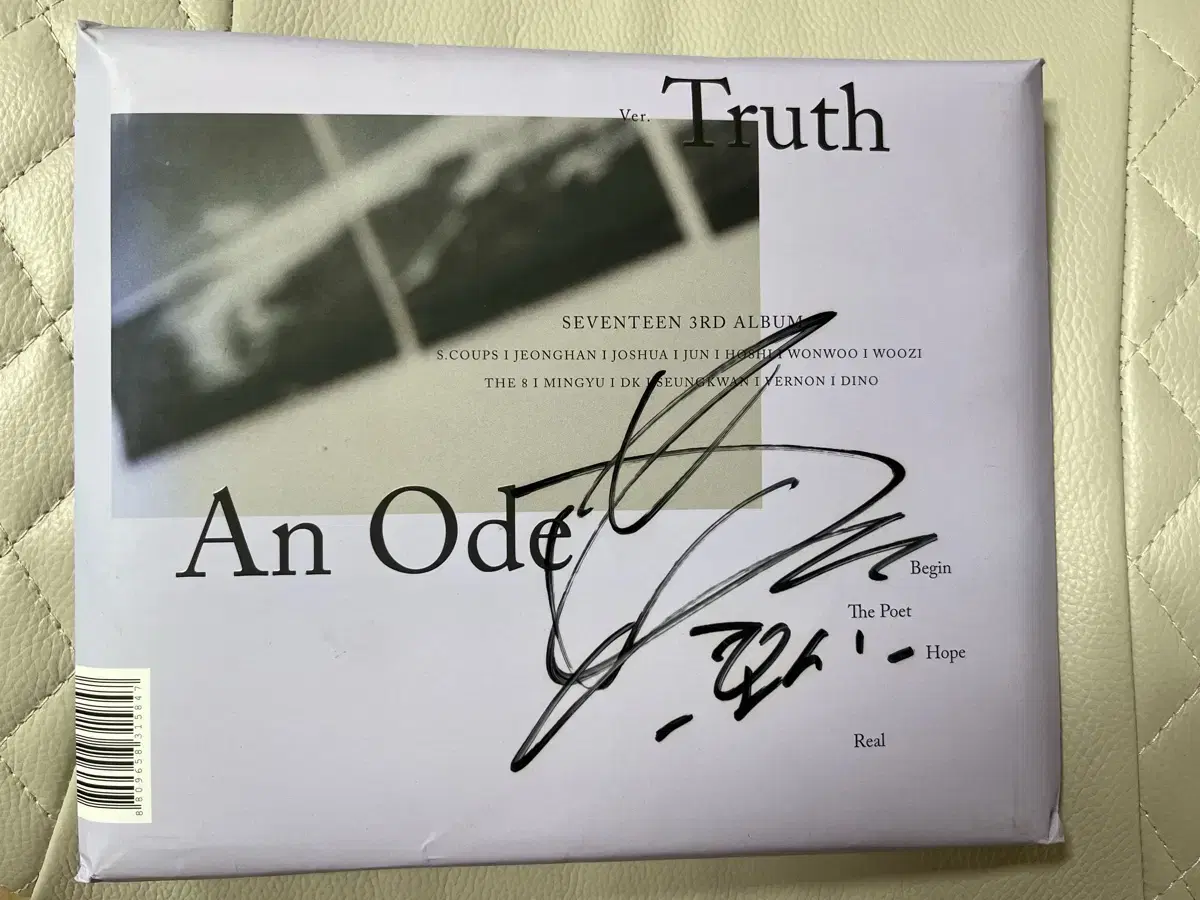 Ver. Truth
SEVENTEEN 3RD ALBUM
S.COUPS I JEONGHAN I JOSHUA I JUN I HOSHI I WONWOO I WOOZI
THE 8 I MINGYU I DK I SEUNGKWAN I VERNON I DINO
An Ode
Begin
The Poet
Hope
Real
8809658315847